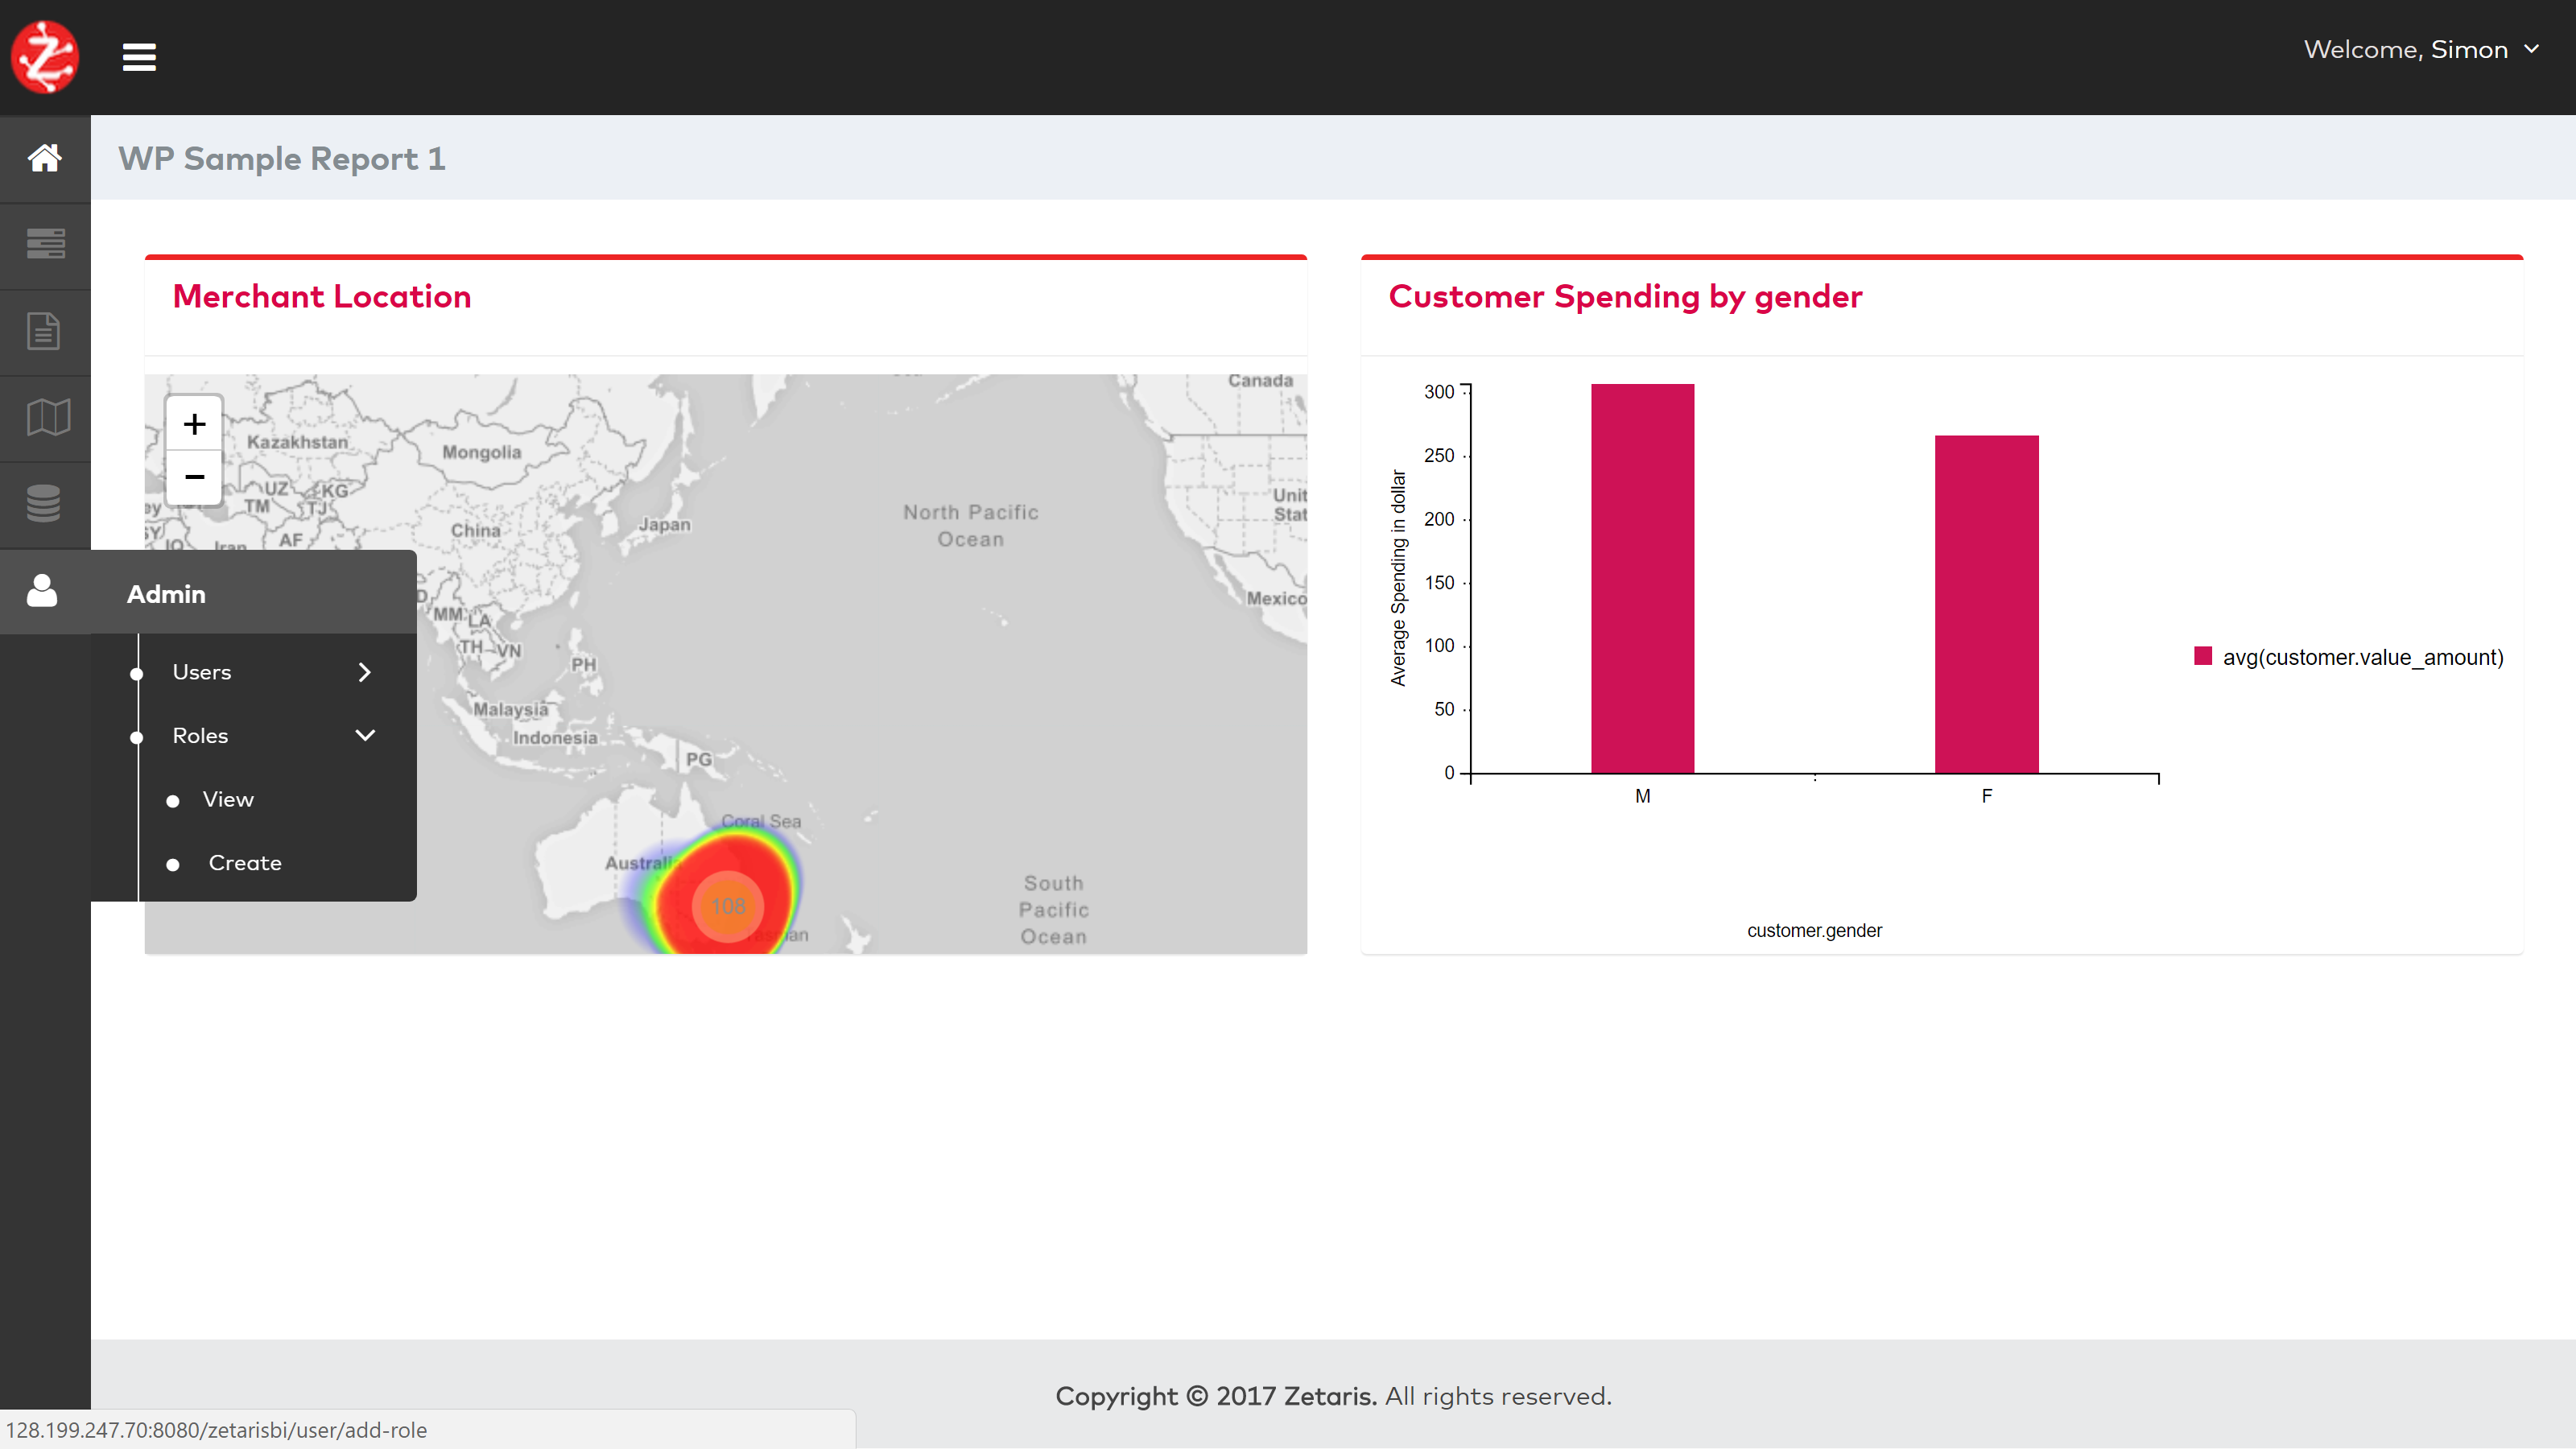 Welcome, Simon
WP Sample Report 1
Merchant Location
+
−
Canada
Kazakhstan
Mongolia
UZ
KG
TM
TJ
Japan
China
AF
Iran
North Pacific
Ocean
Mexico
MM
LA
TH
VN
PH
Malaysia
Indonesia
PG
Coral Sea
108
South
Pacific
Ocean
Admin
Users
Roles
View
Create
Customer Spending by gender
Average Spending in dollar
300
250
200
150
100
50
0
M
F
customer.gender
avg(customer.value_amount)
Copyright © 2017 Zetaris. All rights reserved.
128.199.247.70:8080/zetarisbi/user/add-role